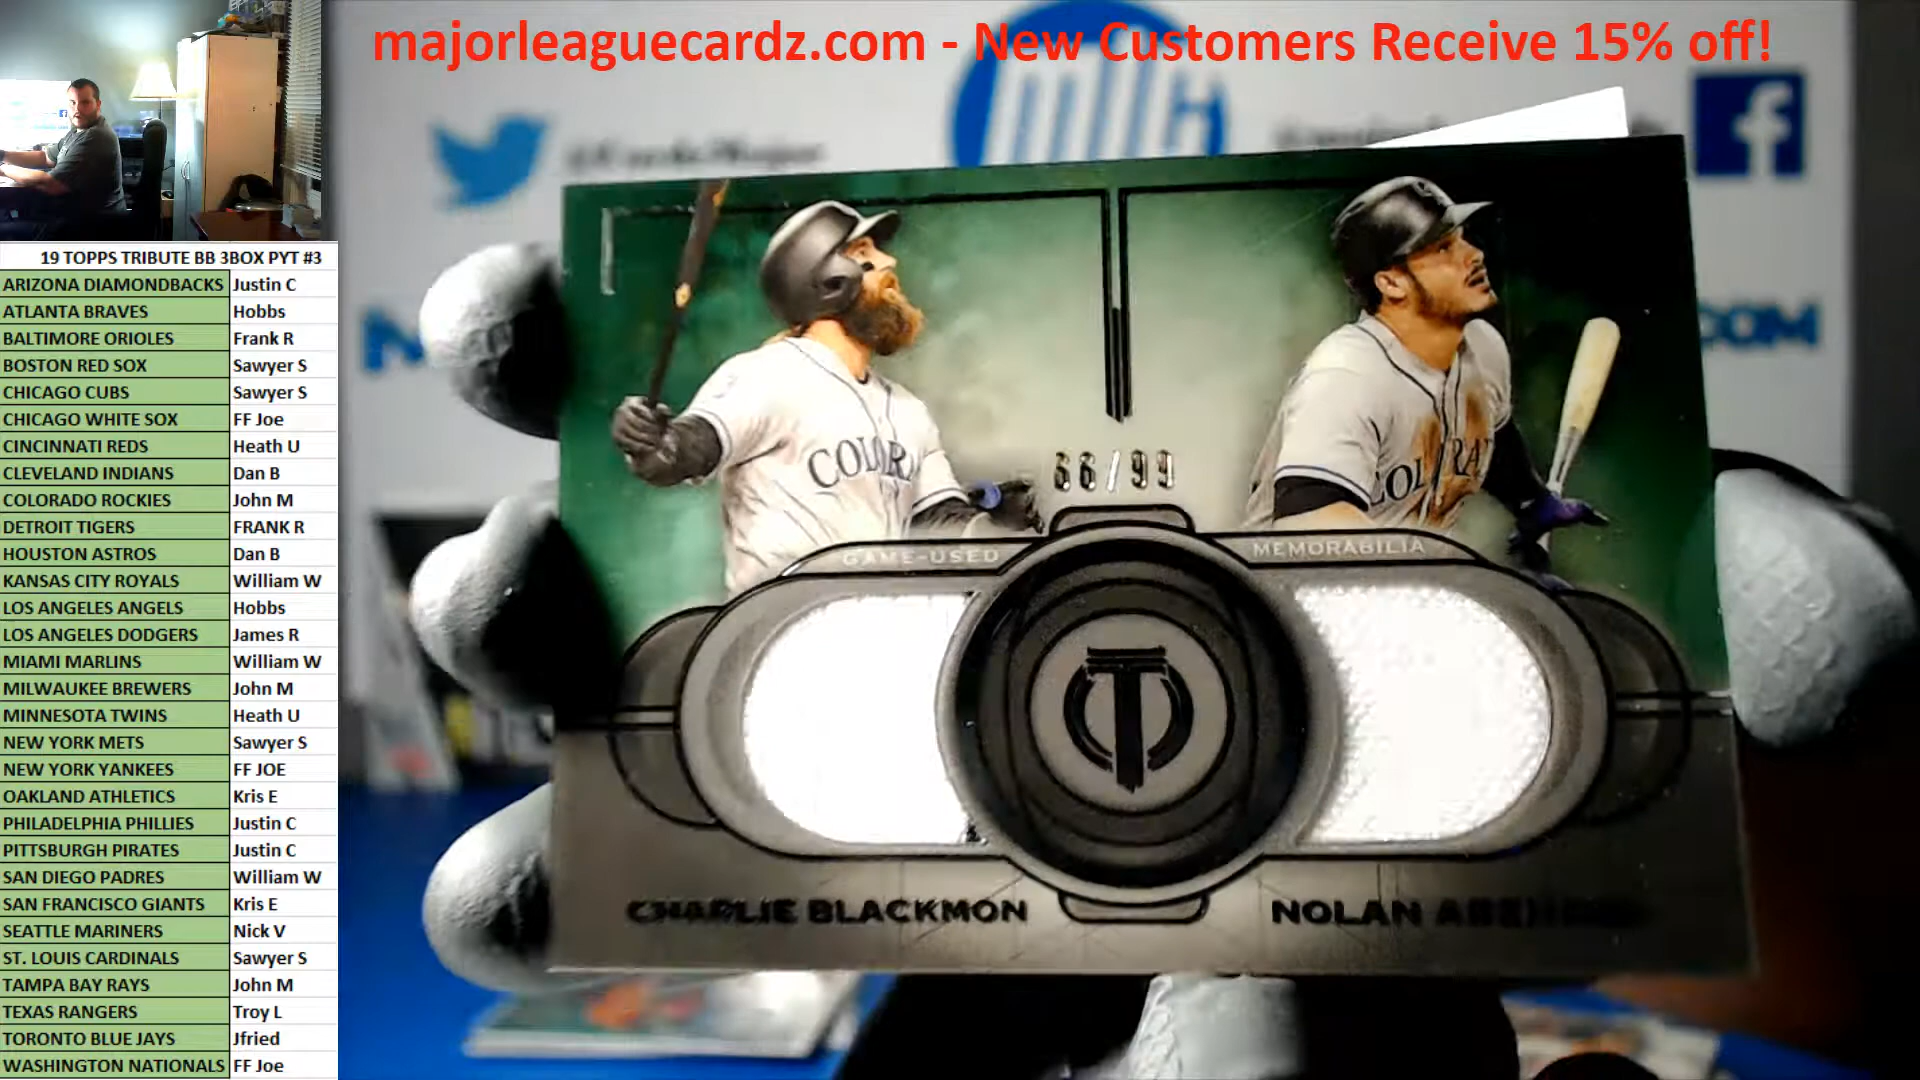 majorleaguecardz.com - New Customers Receive 15% off!
19 TOPPS TRIBUTE BB 3BOX PYT #3
ARIZONA DIAMONDBACKS Justin C
ATLANTA BRAVES Hobbs
BALTIMORE ORIOLES Frank R
BOSTON RED SOX Sawyer S
CHICAGO CUBS Sawyer S
CHICAGO WHITE SOX FF Joe
CINCINNATI REDS Heath U
CLEVELAND INDIANS Dan B
COLORADO ROCKIES John M
DETROIT TIGERS FRANK R
HOUSTON ASTROS Dan B
KANSAS CITY ROYALS William W
LOS ANGELES ANGELS Hobbs
LOS ANGELES DODGERS James R
MIAMI MARLINS William W
MILWAUKEE BREWERS John M
MINNESOTA TWINS Heath U
NEW YORK METS Sawyer S
NEW YORK YANKEES FF JOE
OAKLAND ATHLETICS Kris E
PHILADELPHIA PHILLIES Justin C
PITTSBURGH PIRATES Justin C
SAN DIEGO PADRES William W
SAN FRANCISCO GIANTS Kris E
SEATTLE MARINERS Nick V
ST. LOUIS CARDINALS Sawyer S
TAMPA BAY RAYS John M
TEXAS RANGERS Troy L
TORONTO BLUE JAYS Jfried
WASHINGTON NATIONALS FF Joe
f
.COM
COLORA
COLORA
66/99
GAME-USED MEMORABILIA
T
CHARLIE BLACKMON NOLAN